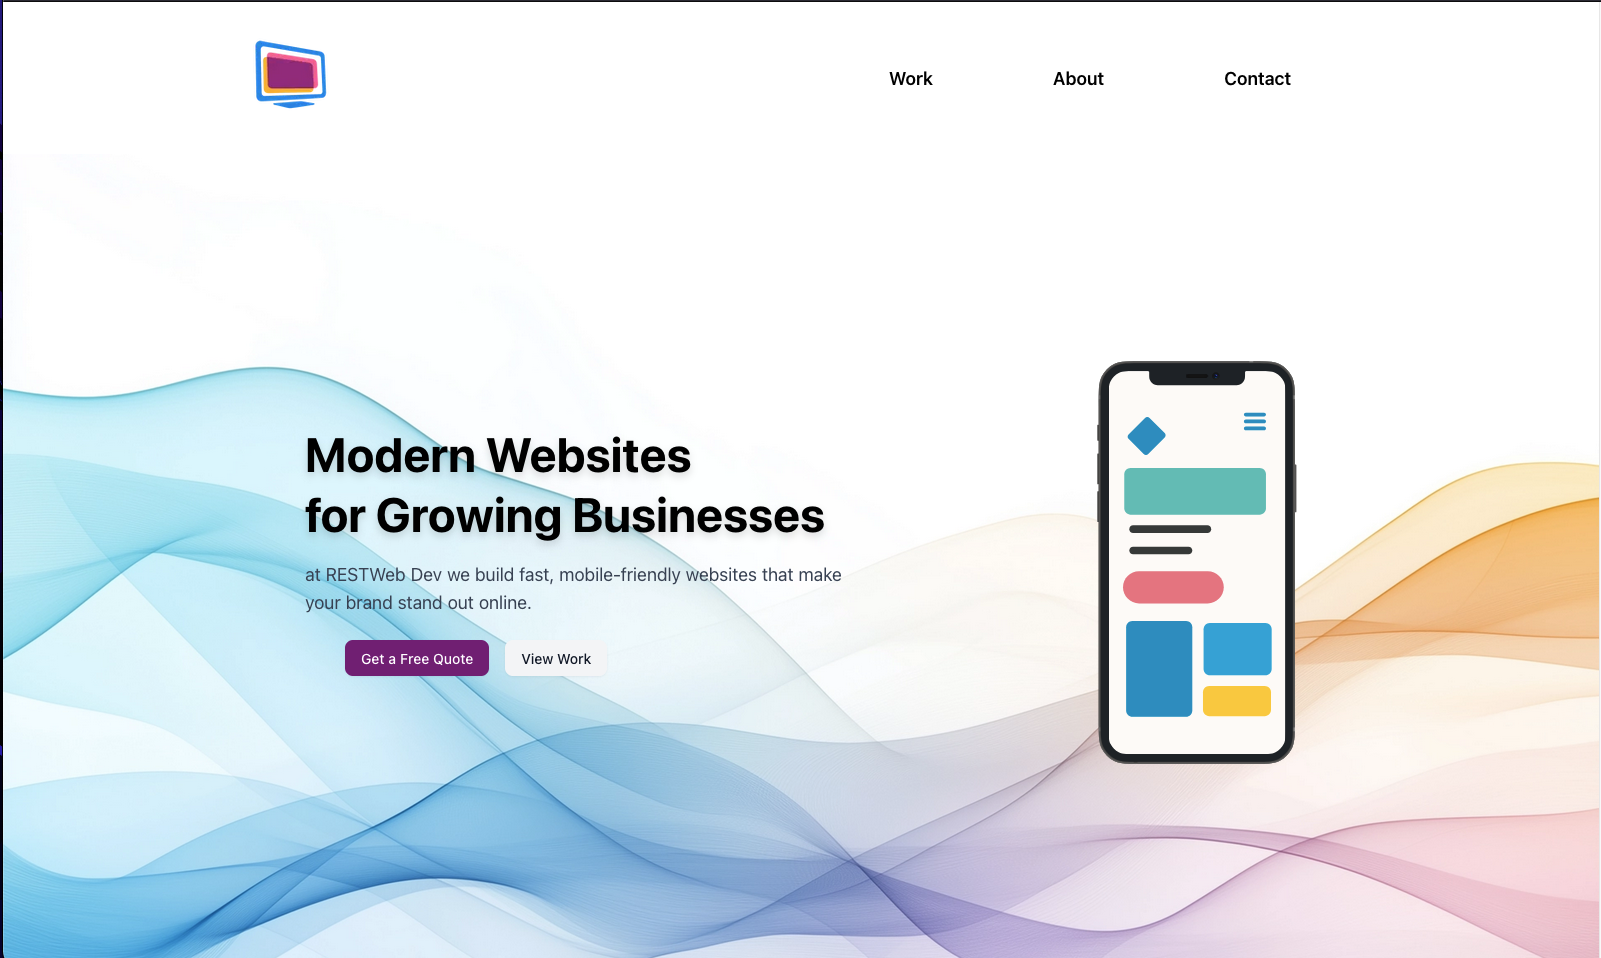 Work
About
Contact
Modern Websites
for Growing Businesses
at RESTWeb Dev we build fast, mobile-friendly websites that make
your brand stand out online.
Get a Free Quote
View Work